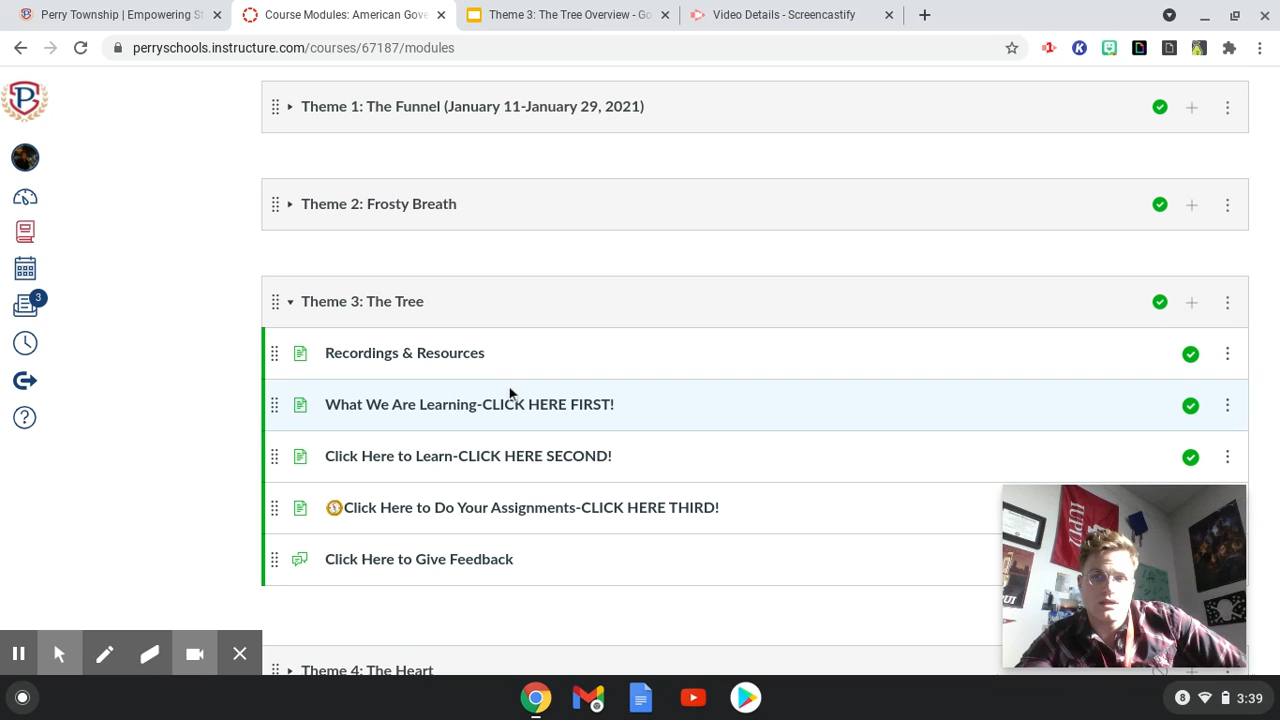 Perry Township | Empowering St
Course Modules: American Gove
Theme 3: The Tree Overview - Go
Video Details - Screencastify
perryschools.instructure.com/courses/67187/modules
Theme 1: The Funnel (January 11-January 29, 2021)
Theme 2: Frosty Breath
3
Theme 3: The Tree
Recordings & Resources
What We Are Learning-CLICK HERE FIRST!
Click Here to Learn-CLICK HERE SECOND!
Click Here to Do Your Assignments-CLICK HERE THIRD!
Click Here to Give Feedback
IUPUI
PUI
Theme 4: The Heart
8
3:39